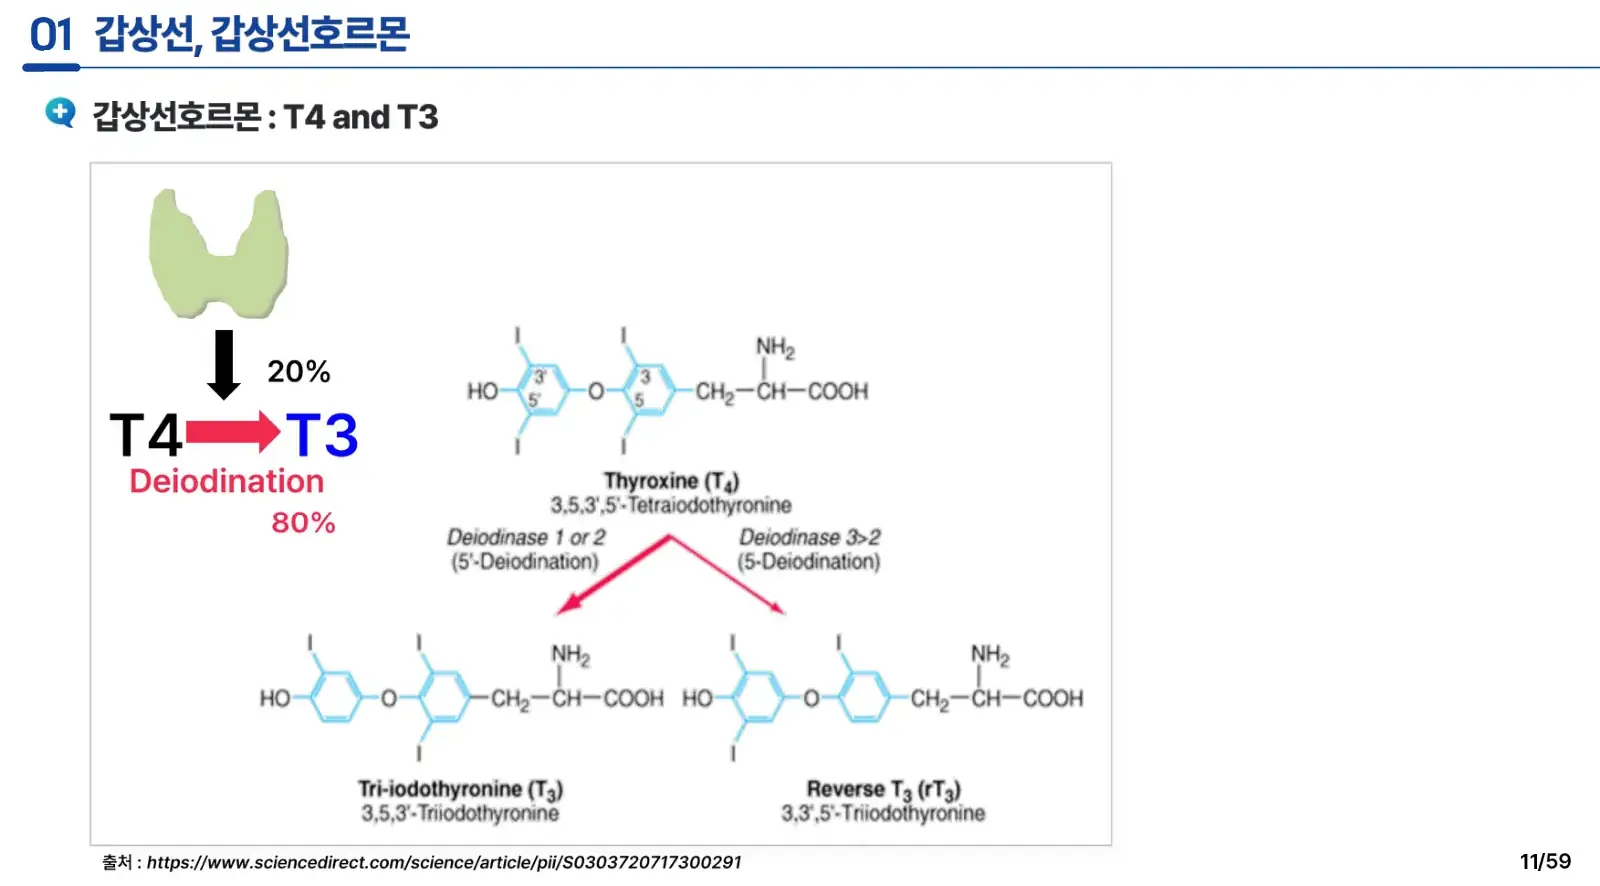 01 갑상선, 갑상선호르몬
갑상선호르몬 : T4 and T3
20%
T4 T3
Deiodination
80%
I I NH2
3' 3
HO O CH2 CH COOH
5' 5
I I
Thyroxine (T4)
3,5,3',5'-Tetraiodothyronine
Deiodinase 1 or 2
(5'-Deiodination)
Deiodinase 3>2
(5-Deiodination)
I I NH2
HO O CH2 CH COOH
I
Tri-iodothyronine (T3)
3,5,3'-Triiodothyronine
I I NH2
HO O CH2 CH COOH
I
Reverse T3 (rT3)
3,3',5'-Triiodothyronine
출처 : https://www.sciencedirect.com/science/article/pii/S0303720717300291
11/59